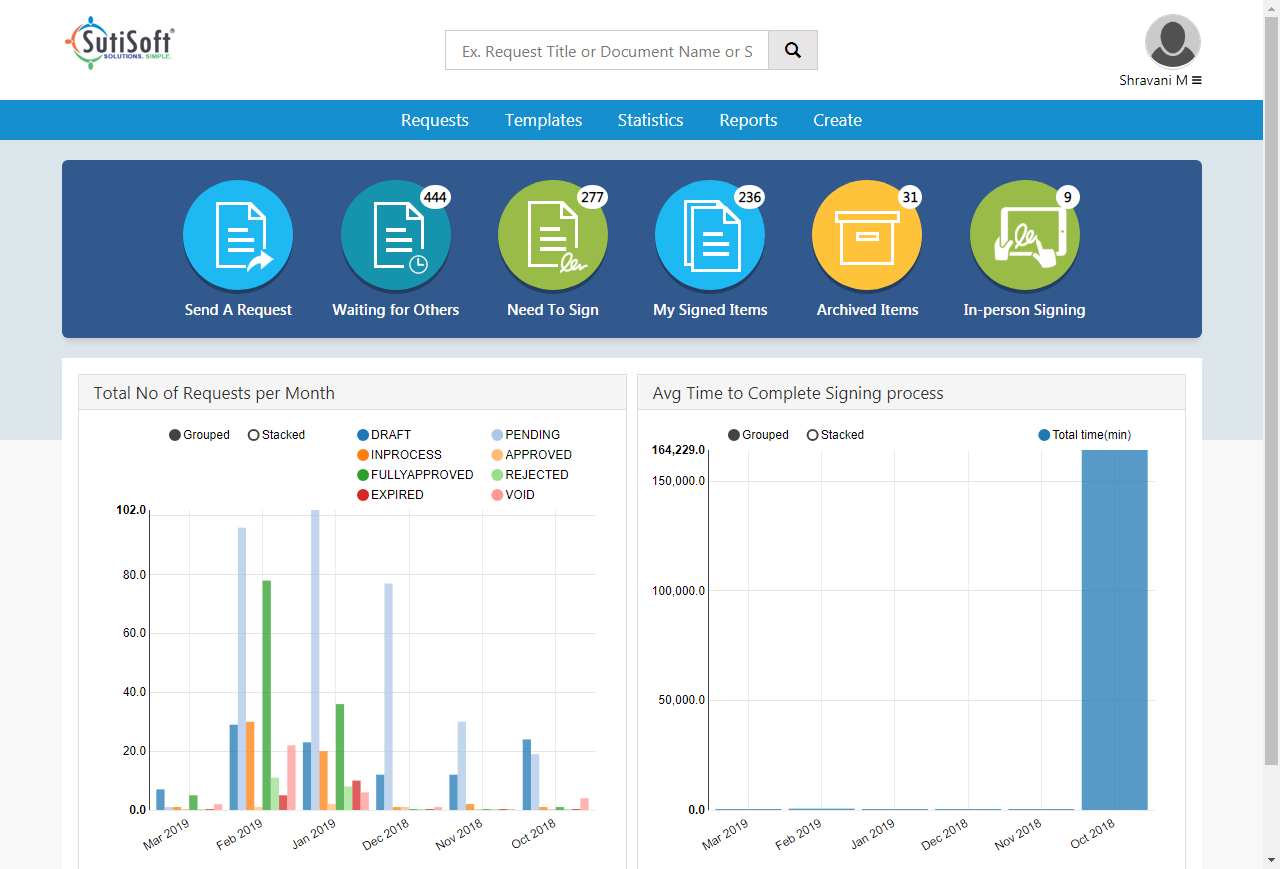 SutiSoft®
SOLUTIONS. SIMPLE.
Ex. Request Title or Document Name or S
Shravani M
Requests Templates Statistics Reports Create
444 277 236 31 9
Send A Request Waiting for Others Need To Sign My Signed Items Archived Items In-person Signing
Total No of Requests per Month
Grouped Stacked DRAFT PENDING
INPROCESS APPROVED
FULLYAPPROVED REJECTED
EXPIRED VOID
102.0
80.0
60.0
40.0
20.0
0.0
Mar 2019 Feb 2019 Jan 2019 Dec 2018 Nov 2018 Oct 2018
Avg Time to Complete Signing process
Grouped Stacked Total time(min)
164,229.0
150,000.0
100,000.0
50,000.0
0.0
Mar 2019 Feb 2019 Jan 2019 Dec 2018 Nov 2018 Oct 2018